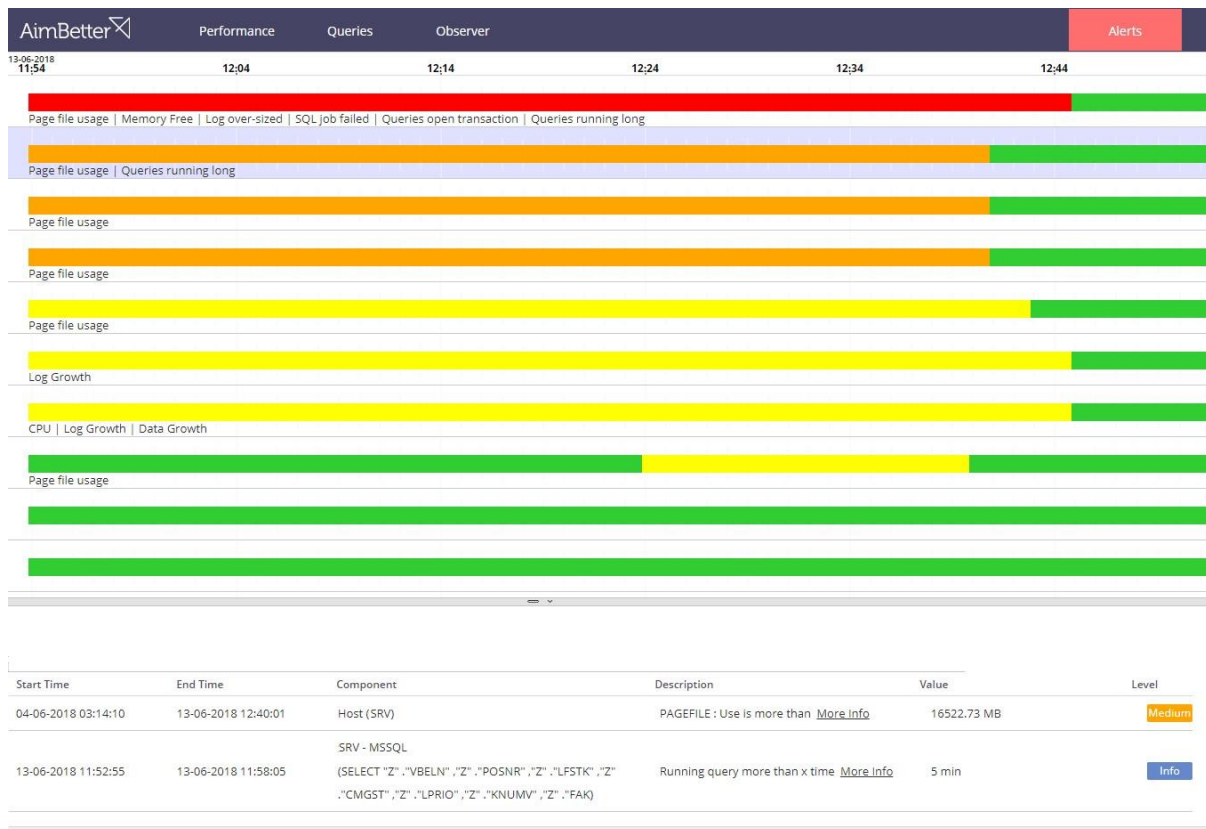 AimBetter Performance Queries Observer Alerts
13-06-2018
11:54 12:04 12:14 12:24 12:34 12:44
Page file usage | Memory Free | Log over-sized | SQL job failed | Queries open transaction | Queries running long
Page file usage | Queries running long
Page file usage
Page file usage
Page file usage
Log Growth
CPU | Log Growth | Data Growth
Page file usage
Start Time End Time Component Description Value Level
04-06-2018 03:14:10 13-06-2018 12:40:01 Host (SRV) PAGEFILE : Use is more than More Info 16522.73 MB Medium
SRV - MSSQL
13-06-2018 11:52:55 13-06-2018 11:58:05 (SELECT "Z" ."VBELN" ,"Z" ."POSNR" ,"Z" ."LFSTK" ,"Z" Running query more than x time More Info 5 min Info
."CMGST" ,"Z" ."LPRIO" ,"Z" ."KNUMV" ,"Z" ."FAK)